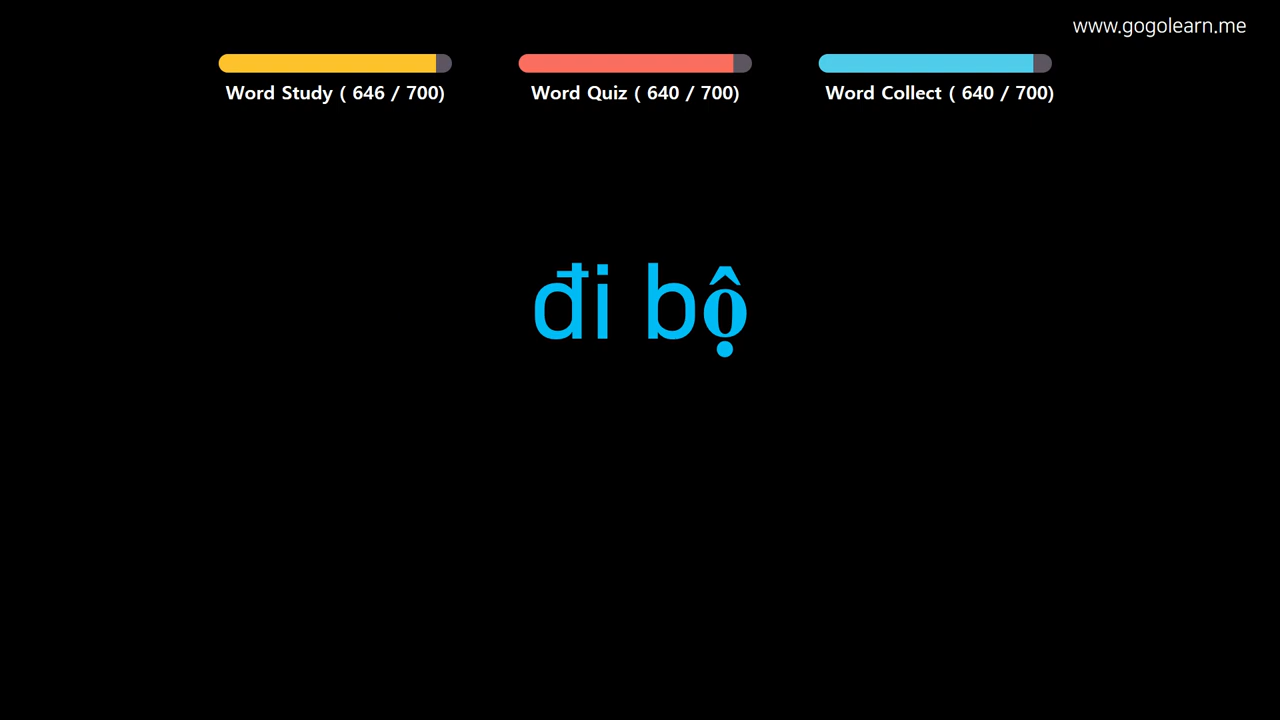 www.gogolearn.me
Word Study ( 646 / 700)
Word Quiz ( 640 / 700)
Word Collect ( 640 / 700)
đi bộ